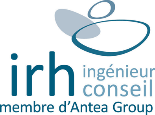 irh ingénieur
conseil
membre d'Antea Group